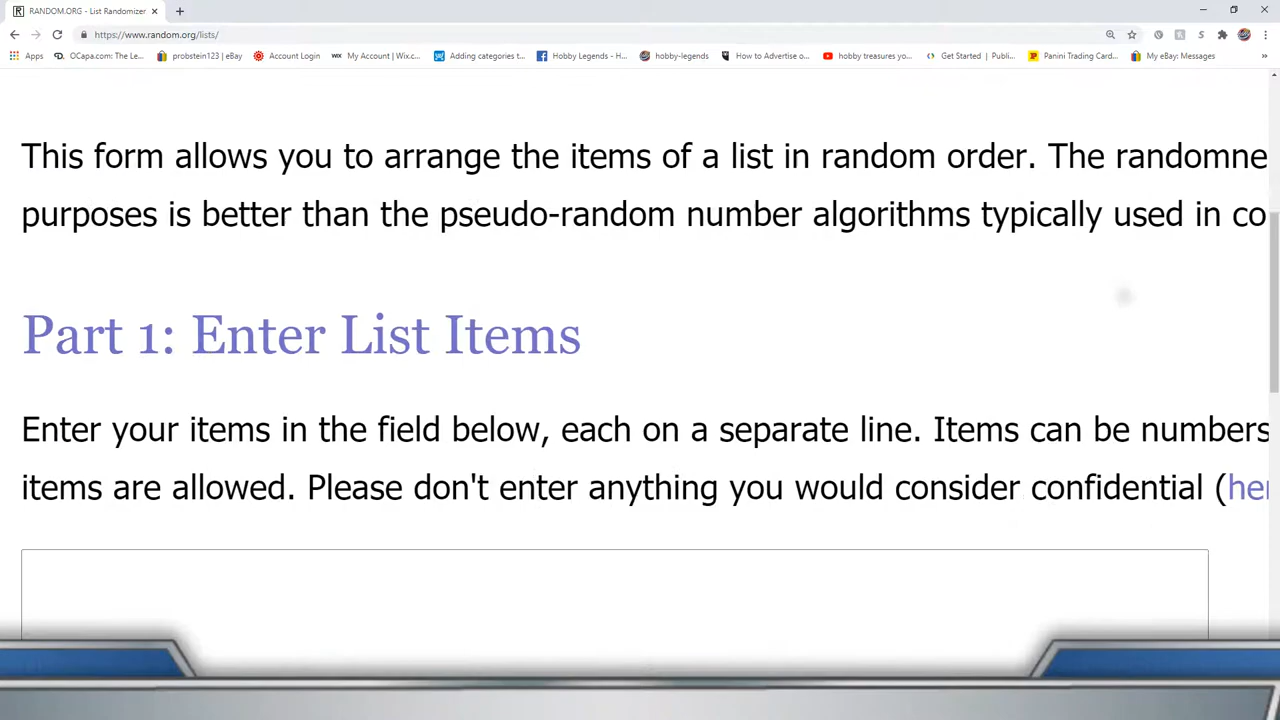 RANDOM.ORG - List Randomizer
https://www.random.org/lists/
Apps OCapa.com: The Le... probstein123 | eBay Account Login WIX My Account | Wix.c... Adding categories t... Hobby Legends - H... hobby-legends How to Advertise o... hobby treasures yo... Get Started | Publi... Panini Trading Card... My eBay: Messages
This form allows you to arrange the items of a list in random order. The randomne
purposes is better than the pseudo-random number algorithms typically used in co
Part 1: Enter List Items
Enter your items in the field below, each on a separate line. Items can be numbers
items are allowed. Please don't enter anything you would consider confidential (her